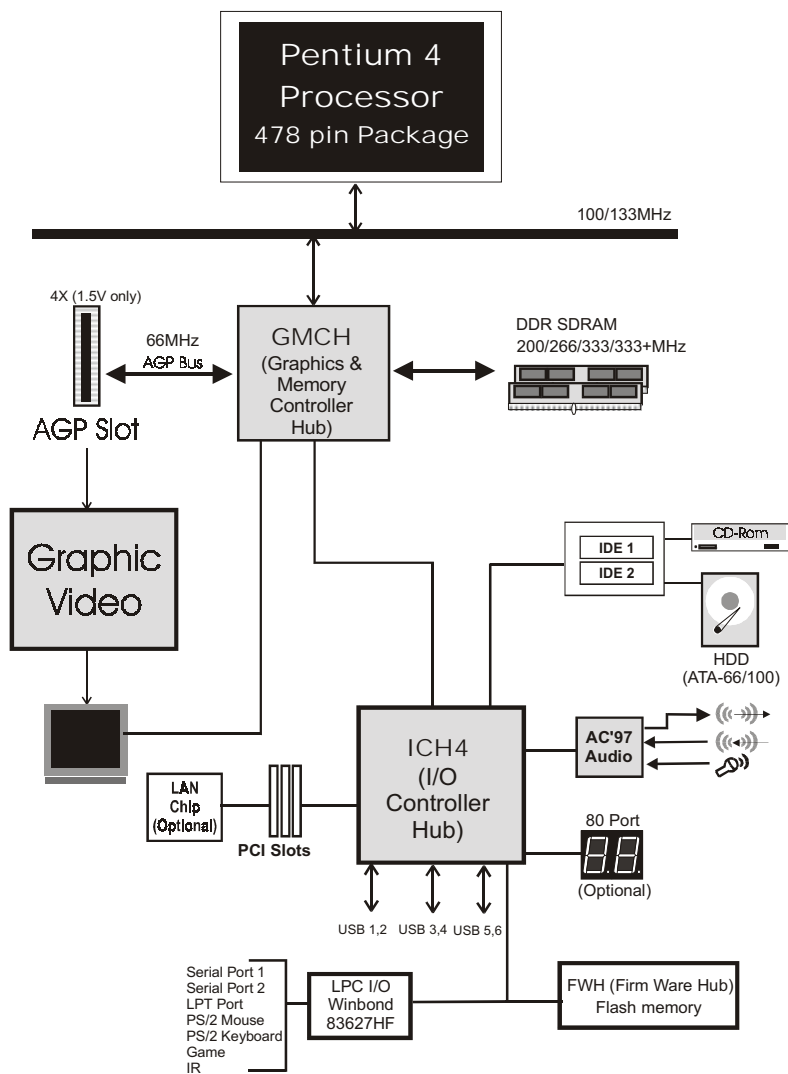 Pentium 4
Processor
478 pin Package
100/133MHz
4X (1.5V only)
66MHz
AGP Bus
AGP Slot
GMCH
(Graphics &
Memory
Controller
Hub)
DDR SDRAM
200/266/333/333+MHz
Graphic
Video
IDE 1
IDE 2
CD-Rom
HDD
(ATA-66/100)
ICH4
(I/O
Controller
Hub)
AC'97
Audio
LAN
Chip
(Optional)
PCI Slots
80 Port
(Optional)
USB 1,2
USB 3,4
USB 5,6
Serial Port 1
Serial Port 2
LPT Port
PS/2 Mouse
PS/2 Keyboard
Game
IR
LPC I/O
Winbond
83627HF
FWH (Firm Ware Hub)
Flash memory